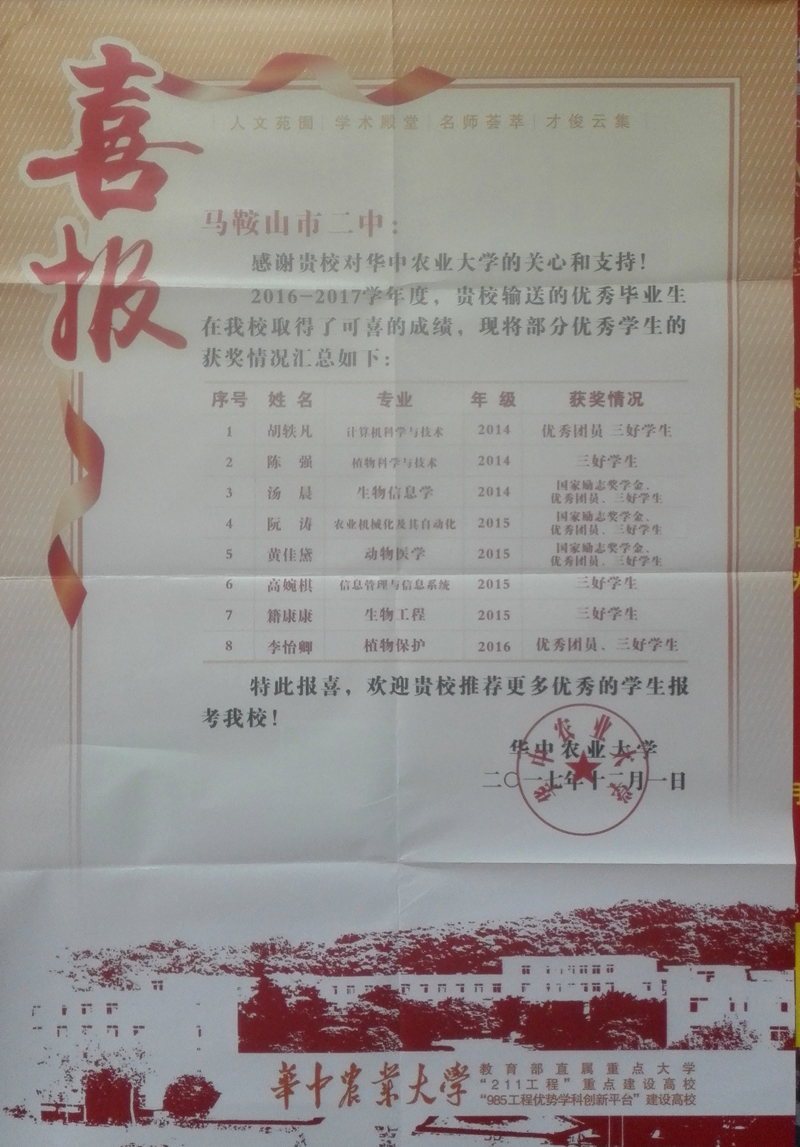 喜报
人文苑囿 学术殿堂 名师荟萃 才俊云集
马鞍山市二中：
感谢贵校对华中农业大学的关心和支持！
2016-2017学年度，贵校输送的优秀毕业生
在我校取得了可喜的成绩，现将部分优秀学生的
获奖情况汇总如下：
序号 姓名 专业 年级 获奖情况
1 胡轶凡 计算机科学与技术 2014 优秀团员 三好学生
2 陈强 植物科学与技术 2014 三好学生
3 汤晨 生物信息学 2014 国家励志奖学金、
优秀团员、三好学生
4 阮涛 农业机械化及其自动化 2015 国家励志奖学金、
优秀团员、三好学生
5 黄佳黛 动物医学 2015 国家励志奖学金、
优秀团员、三好学生
6 高婉棋 信息管理与信息系统 2015 三好学生
7 籍康康 生物工程 2015 三好学生
8 李怡卿 植物保护 2016 优秀团员、三好学生
特此报喜，欢迎贵校推荐更多优秀的学生报
考我校！
华中农业大学
二〇一七年十二月一日
华中农业大学
华中农业大学
教育部直属重点大学
“211工程”重点建设高校
“985工程优势学科创新平台”建设高校